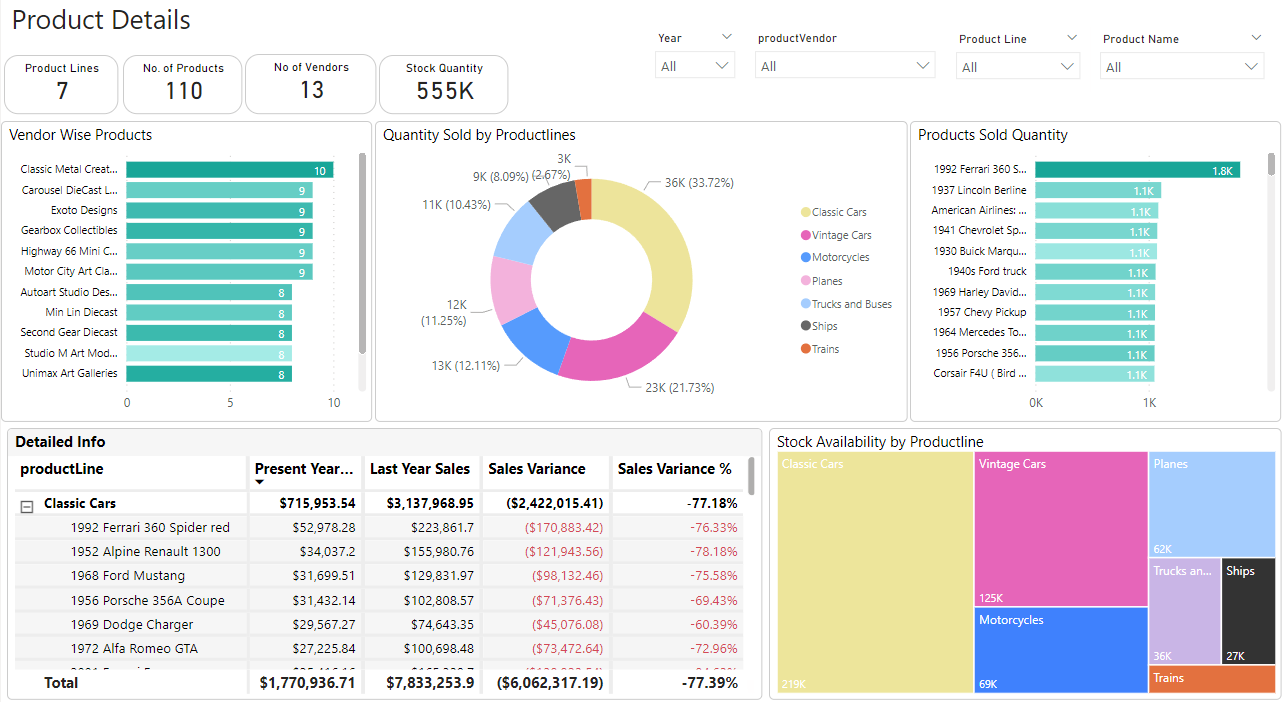 Product Details
Year
productVendor
Product Line
Product Name
All
All
All
All
Product Lines
7
No. of Products
110
No of Vendors
13
Stock Quantity
555K
Vendor Wise Products
Classic Metal Creat... 10
Carousel DieCast L... 9
Exoto Designs 9
Gearbox Collectibles 9
Highway 66 Mini C... 9
Motor City Art Cla... 9
Autoart Studio Des... 8
Min Lin Diecast 8
Second Gear Diecast 8
Studio M Art Mod... 8
Unimax Art Galleries 8
0 5 10
Quantity Sold by Productlines
3K
(2.67%)
9K (8.09%)
36K (33.72%)
11K (10.43%)
12K
(11.25%)
13K (12.11%)
23K (21.73%)
Classic Cars
Vintage Cars
Motorcycles
Planes
Trucks and Buses
Ships
Trains
Products Sold Quantity
1992 Ferrari 360 S... 1.8K
1937 Lincoln Berline 1.1K
American Airlines: ... 1.1K
1941 Chevrolet Sp... 1.1K
1930 Buick Marqu... 1.1K
1940s Ford truck 1.1K
1969 Harley David... 1.1K
1957 Chevy Pickup 1.1K
1964 Mercedes To... 1.1K
1956 Porsche 356... 1.1K
Corsair F4U ( Bird ... 1.1K
0K 1K
Detailed Info
productLine Present Year... Last Year Sales Sales Variance Sales Variance %
Classic Cars $715,953.54 $3,137,968.95 ($2,422,015.41) -77.18%
1992 Ferrari 360 Spider red $52,978.28 $223,861.7 ($170,883.42) -76.33%
1952 Alpine Renault 1300 $34,037.2 $155,980.76 ($121,943.56) -78.18%
1968 Ford Mustang $31,699.51 $129,831.97 ($98,132.46) -75.58%
1956 Porsche 356A Coupe $31,432.14 $102,808.57 ($71,376.43) -69.43%
1969 Dodge Charger $29,567.27 $74,643.35 ($45,076.08) -60.39%
1972 Alfa Romeo GTA $27,225.84 $100,698.48 ($73,472.64) -72.96%
Total $1,770,936.71 $7,833,253.9 ($6,062,317.19) -77.39%
Stock Availability by Productline
Classic Cars
219K
Vintage Cars
125K
Motorcycles
69K
Planes
62K
Trucks an...
36K
Ships
27K
Trains